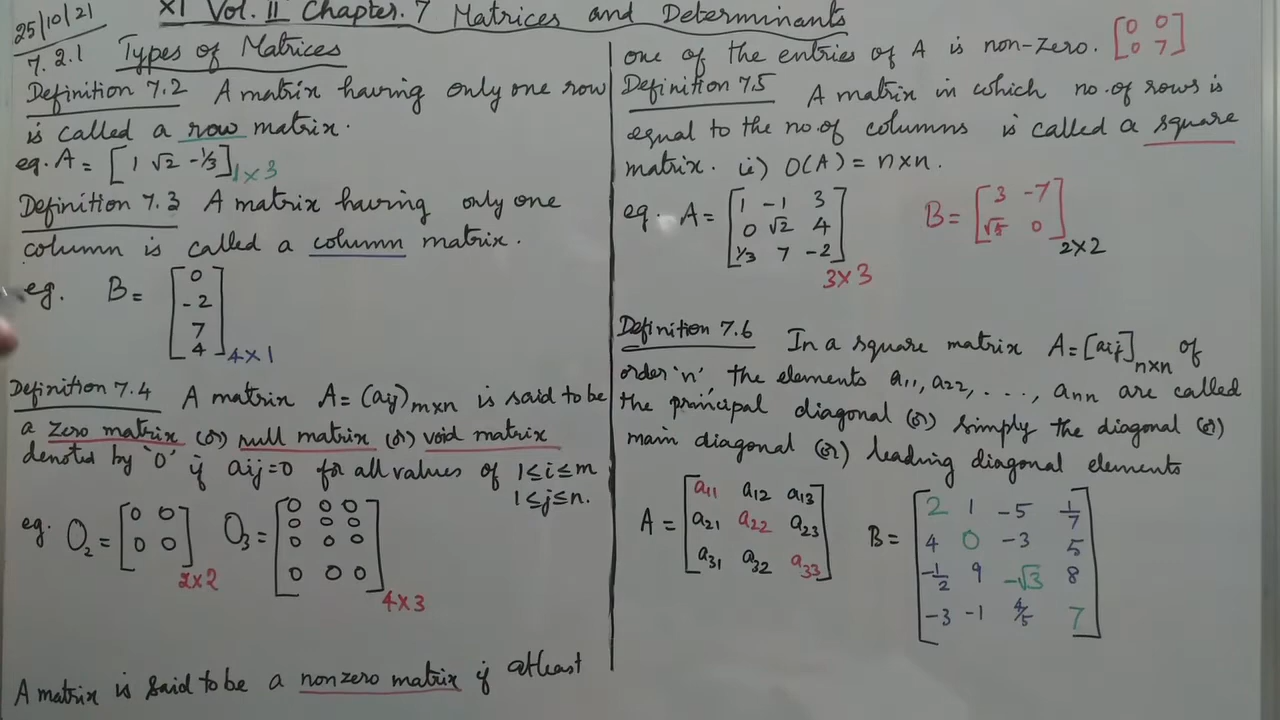 25/10/21
XI Vol. II Chapter. 7 Matrices and Determinants
7.2.1 Types of Matrices
Definition 7.2 A matrix having only one row
is called a row matrix.
eg. A = [1 √2 -1/3] 1×3
Definition 7.3 A matrix having only one
column is called a column matrix.
eg. B = [0
-2
7
4] 4×1
Definition 7.4 A matrix A = (aij)m×n is said to be
a zero matrix (or) null matrix (or) void matrix
denoted by 'O' if aij=0 for all values of 1≤i≤m
1≤j≤n.
eg. O2 = [0 0
0 0] 2×2
O3 = [0 0 0
0 0 0
0 0 0
0 0 0] 4×3
A matrix is said to be a nonzero matrix if atleast
one of the entries of A is non-zero. [0 0
0 7]
Definition 7.5 A matrix in which no. of rows is
equal to the no. of columns is called a square
matrix. ie) O(A) = n×n.
eg. A = [1 -1 3
0 √2 4
1/3 7 -2] 3×3
B = [3 -7
√5 0] 2×2
Definition 7.6 In a square matrix A = [aij]n×n of
order 'n', the elements a11, a22, . . . , ann are called
the principal diagonal (or) simply the diagonal (or)
main diagonal (or) leading diagonal elements
A = [a11 a12 a13
a21 a22 a23
a31 a32 a33]
B = [2 1 -5 1/7
4 0 -3 5
-1/2 9 -√3 8
-3 -1 4/5 7]